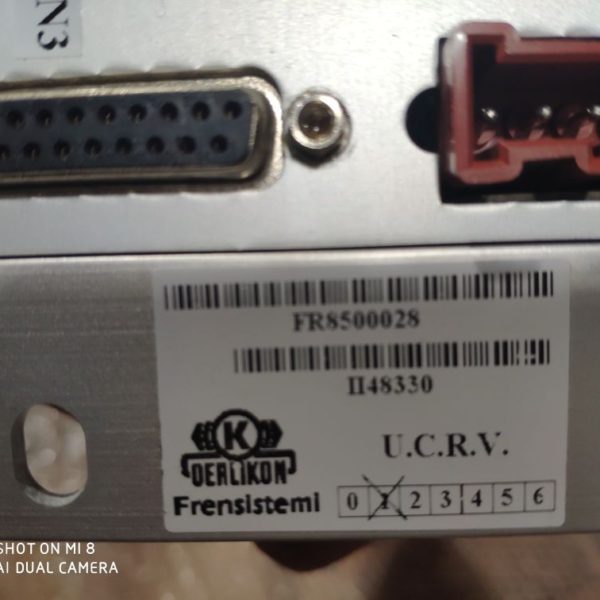 N3
FR8500028
II48330
K
OERLIKON
Frensistemi
U.C.R.V.
0 1 2 3 4 5 6
SHOT ON MI 8
AI DUAL CAMERA